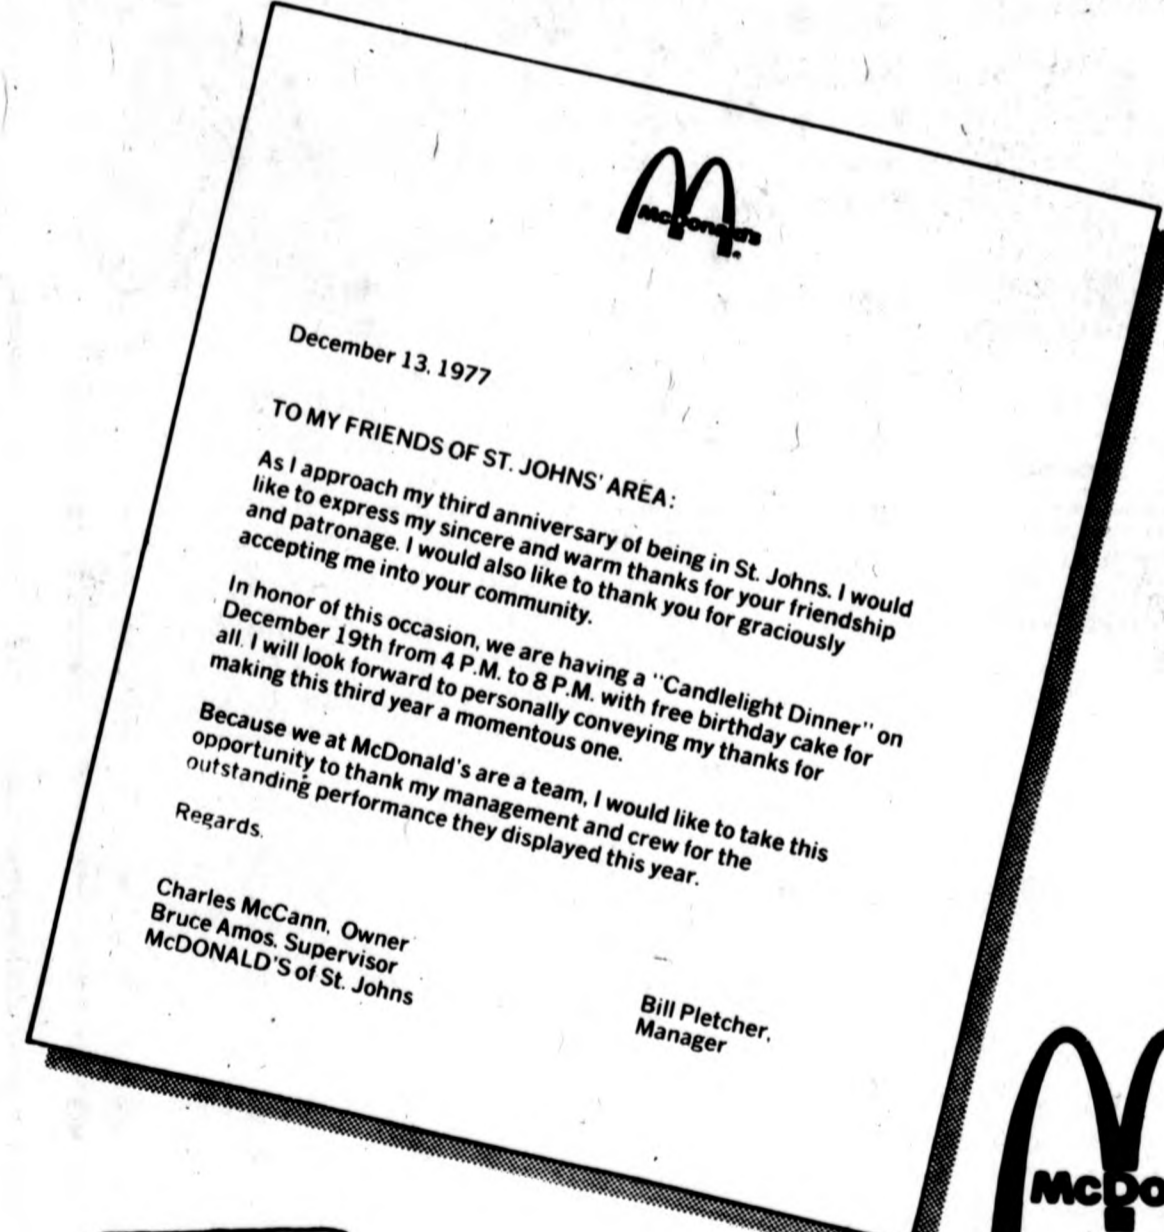 McDonald's
December 13, 1977
TO MY FRIENDS OF ST. JOHNS' AREA:
As I approach my third anniversary of being in St. Johns. I would
like to express my sincere and warm thanks for your friendship
and patronage. I would also like to thank you for graciously
accepting me into your community.
In honor of this occasion, we are having a "Candlelight Dinner" on
December 19th from 4 P.M. to 8 P.M. with free birthday cake for
all. I will look forward to personally conveying my thanks for
making this third year a momentous one.
Because we at McDonald's are a team, I would like to take this
opportunity to thank my management and crew for the
outstanding performance they displayed this year.
Regards,
Charles McCann, Owner
Bruce Amos, Supervisor
McDONALD'S of St. Johns
Bill Pletcher,
Manager
McDo